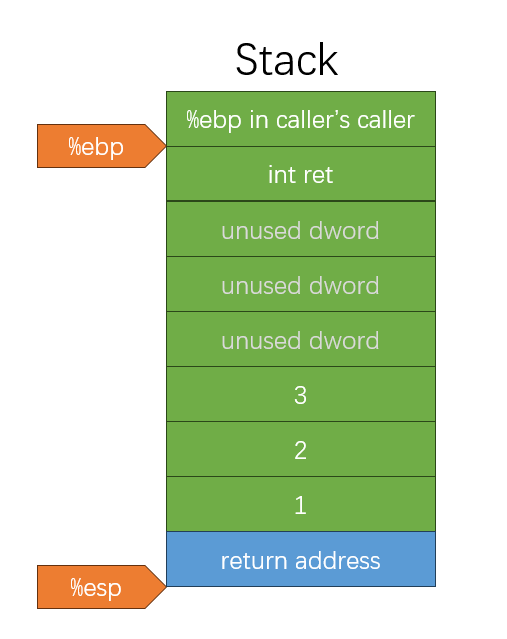 Stack
%ebp in caller's caller
%ebp
int ret
unused dword
unused dword
unused dword
3
2
1
return address
%esp